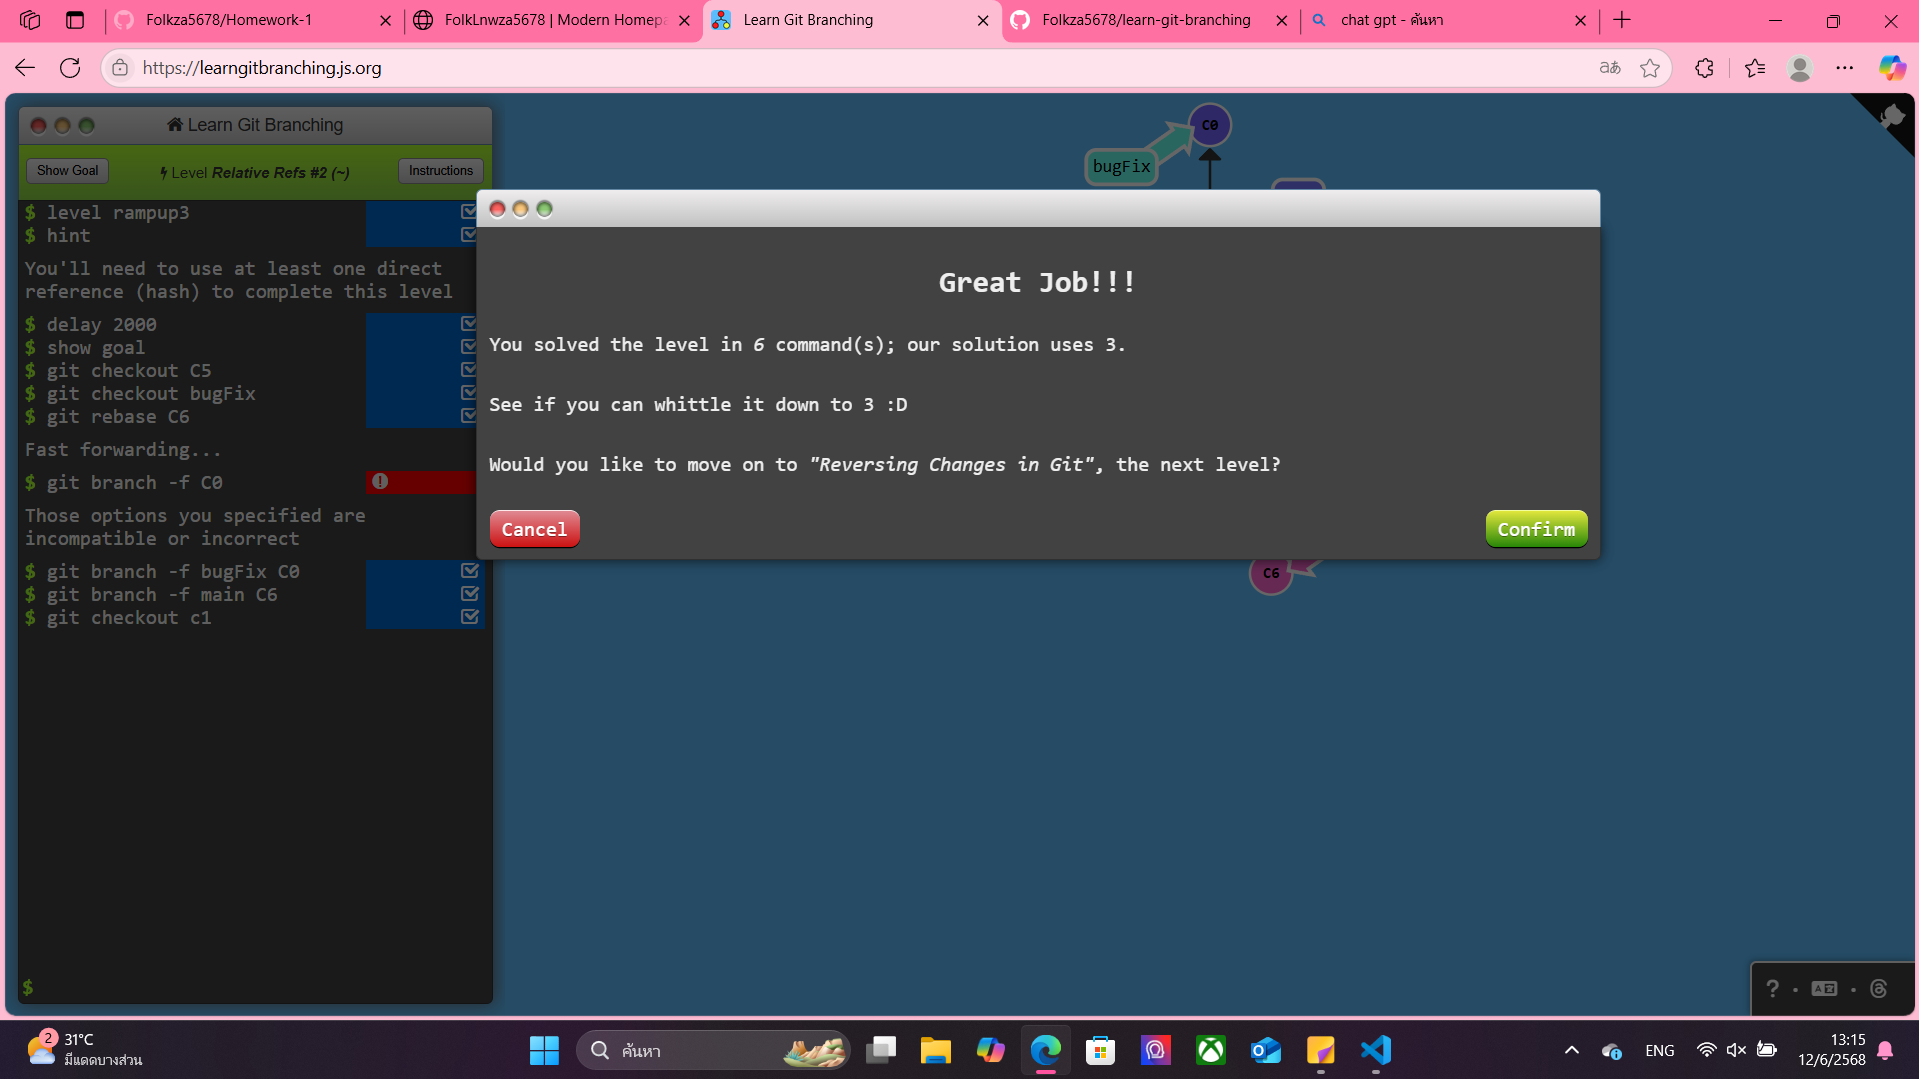 Folkza5678/Homework-1
FolkLnwza5678 | Modern Homepa
Learn Git Branching
Folkza5678/learn-git-branching
chat gpt - ค้นหา
https://learngitbranching.js.org
Learn Git Branching
Show Goal
Level Relative Refs #2 (~)
Instructions
$ level rampup3
$ hint
You'll need to use at least one direct
reference (hash) to complete this level
$ delay 2000
$ show goal
$ git checkout C5
$ git checkout bugFix
$ git rebase C6
Fast forwarding...
$ git branch -f C0
Those options you specified are
incompatible or incorrect
$ git branch -f bugFix C0
$ git branch -f main C6
$ git checkout c1
$
C0
bugFix
Great Job!!!
You solved the level in 6 command(s); our solution uses 3.
See if you can whittle it down to 3 :D
Would you like to move on to "Reversing Changes in Git", the next level?
Cancel
Confirm
C6
2
31°C
มีแดดบางส่วน
ค้นหา
ENG
13:15
12/6/2568